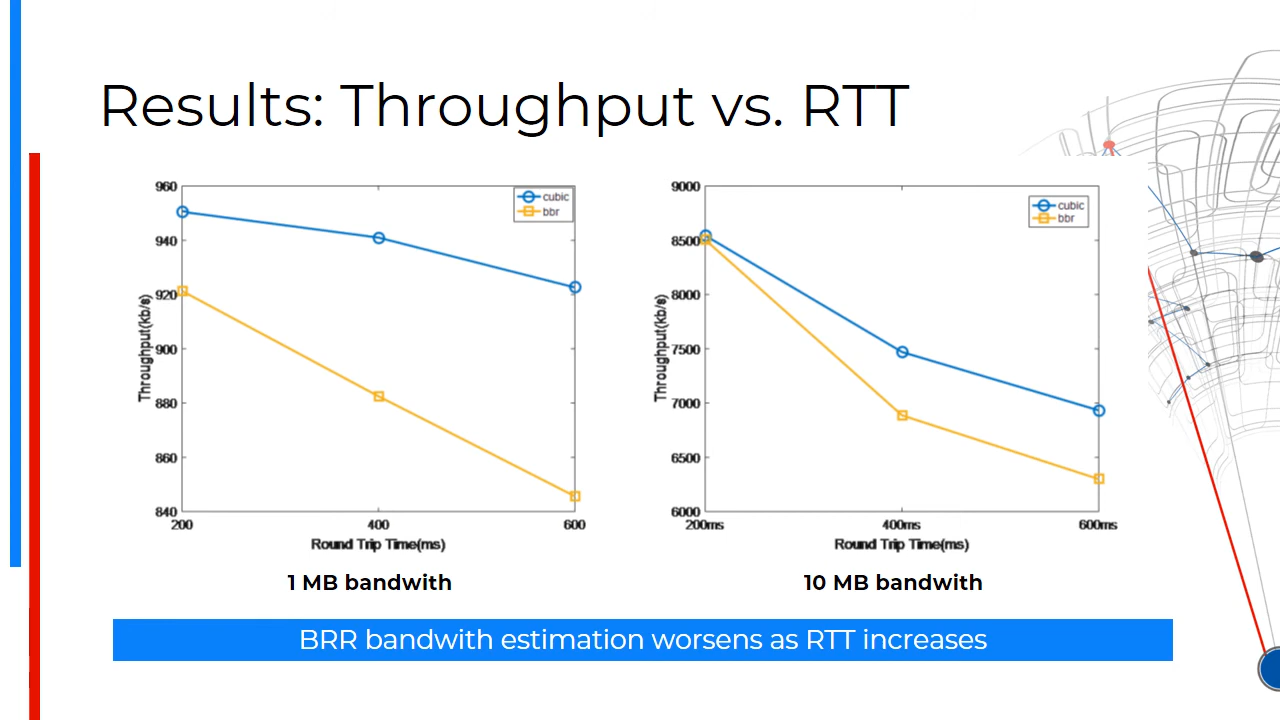 Results: Throughput vs. RTT
960
940
920
900
880
860
840
200
400
600
Throughput(kb/s)
Round Trip Time(ms)
cubic
bbr
1 MB bandwith
9000
8500
8000
7500
7000
6500
6000
200ms
400ms
600ms
Throughput(kb/s)
Round Trip Time(ms)
cubic
bbr
10 MB bandwith
BRR bandwith estimation worsens as RTT increases